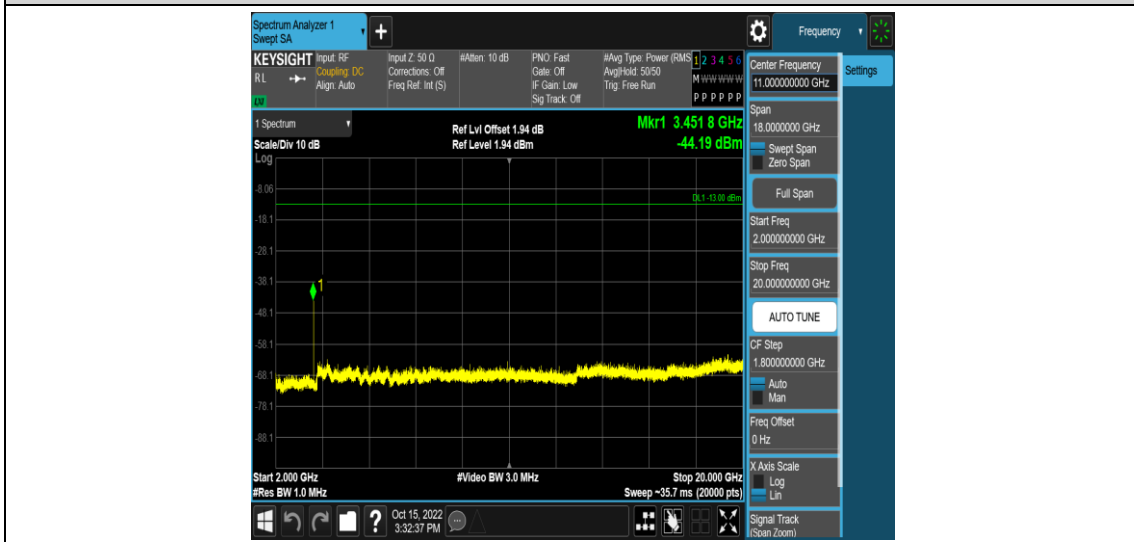 Spectrum Analyzer 1
Swept SA
+
Frequency
KEYSIGHT
RL
LM
Input: RF
Coupling: DC
Align: Auto
Input Z: 50 Ω
Corrections: Off
Freq Ref: Int (S)
#Atten: 10 dB
PNO: Fast
Gate: Off
IF Gain: Low
Sig Track: Off
#Avg Type: Power (RMS
Avg|Hold: 50/50
Trig: Free Run
1 2 3 4 5 6
M W W W W W
P P P P P P
Center Frequency
11.000000000 GHz
Settings
Span
18.0000000 GHz
Swept Span
Zero Span
Full Span
Start Freq
2.000000000 GHz
Stop Freq
20.000000000 GHz
AUTO TUNE
CF Step
1.800000000 GHz
Auto
Man
Freq Offset
0 Hz
X Axis Scale
Log
Lin
Signal Track
(Span Zoom)
1 Spectrum
Scale/Div 10 dB
Log
Ref Lvl Offset 1.94 dB
Ref Level 1.94 dBm
Mkr1 3.451 8 GHz
-44.19 dBm
DL1 -13.00 dBm
-8.06
-18.1
-28.1
-38.1
-48.1
-58.1
-68.1
-78.1
-88.1
1
Start 2.000 GHz
#Res BW 1.0 MHz
#Video BW 3.0 MHz
Stop 20.000 GHz
Sweep ~35.7 ms (20000 pts)
?
Oct 15, 2022
3:32:37 PM